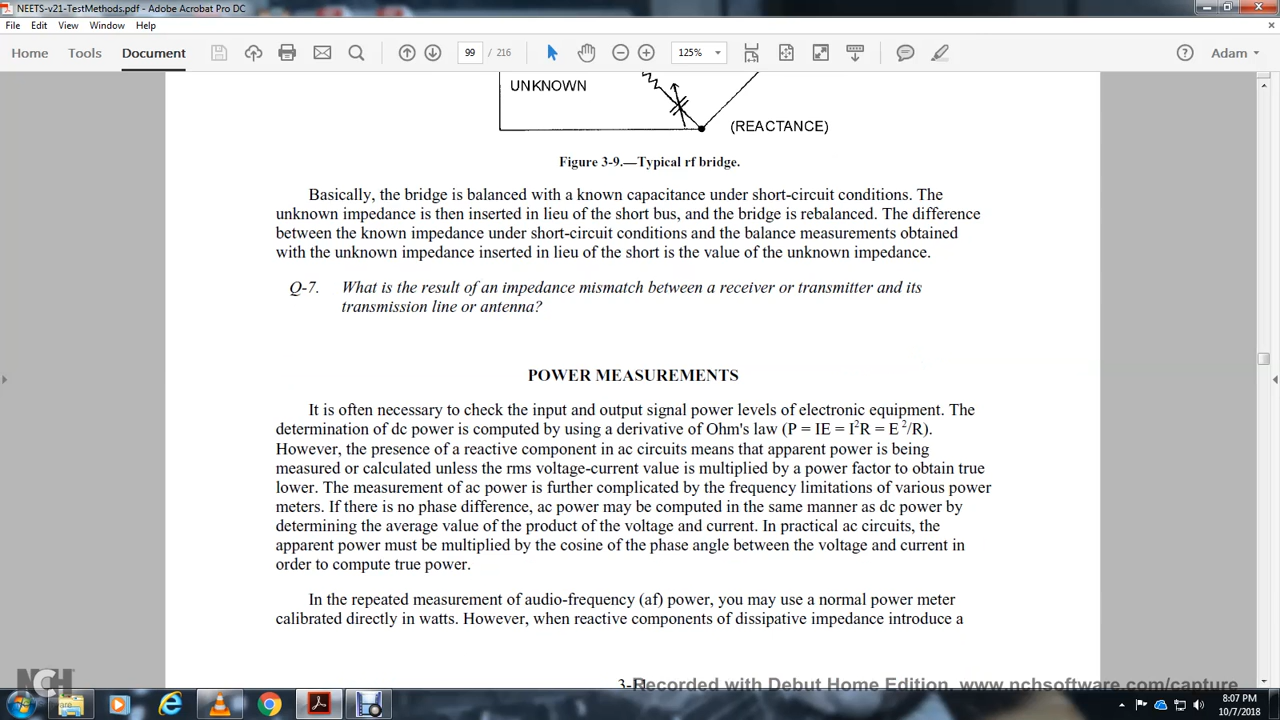 NEETS-v21-TestMethods.pdf - Adobe Acrobat Pro DC
File Edit View Window Help
Home Tools Document 99 / 216 125% Adam
UNKNOWN
(REACTANCE)
Figure 3-9.—Typical rf bridge.
Basically, the bridge is balanced with a known capacitance under short-circuit conditions. The
unknown impedance is then inserted in lieu of the short bus, and the bridge is rebalanced. The difference
between the known impedance under short-circuit conditions and the balance measurements obtained
with the unknown impedance inserted in lieu of the short is the value of the unknown impedance.
Q-7. What is the result of an impedance mismatch between a receiver or transmitter and its
transmission line or antenna?
POWER MEASUREMENTS
It is often necessary to check the input and output signal power levels of electronic equipment. The
determination of dc power is computed by using a derivative of Ohm's law (P = IE = I²R = E ²/R).
However, the presence of a reactive component in ac circuits means that apparent power is being
measured or calculated unless the rms voltage-current value is multiplied by a power factor to obtain true
lower. The measurement of ac power is further complicated by the frequency limitations of various power
meters. If there is no phase difference, ac power may be computed in the same manner as dc power by
determining the average value of the product of the voltage and current. In practical ac circuits, the
apparent power must be multiplied by the cosine of the phase angle between the voltage and current in
order to compute true power.
In the repeated measurement of audio-frequency (af) power, you may use a normal power meter
calibrated directly in watts. However, when reactive components of dissipative impedance introduce a
NCH
Recorded with Debut Home Edition. www.nchsoftware.com/capture
8:07 PM
10/7/2018